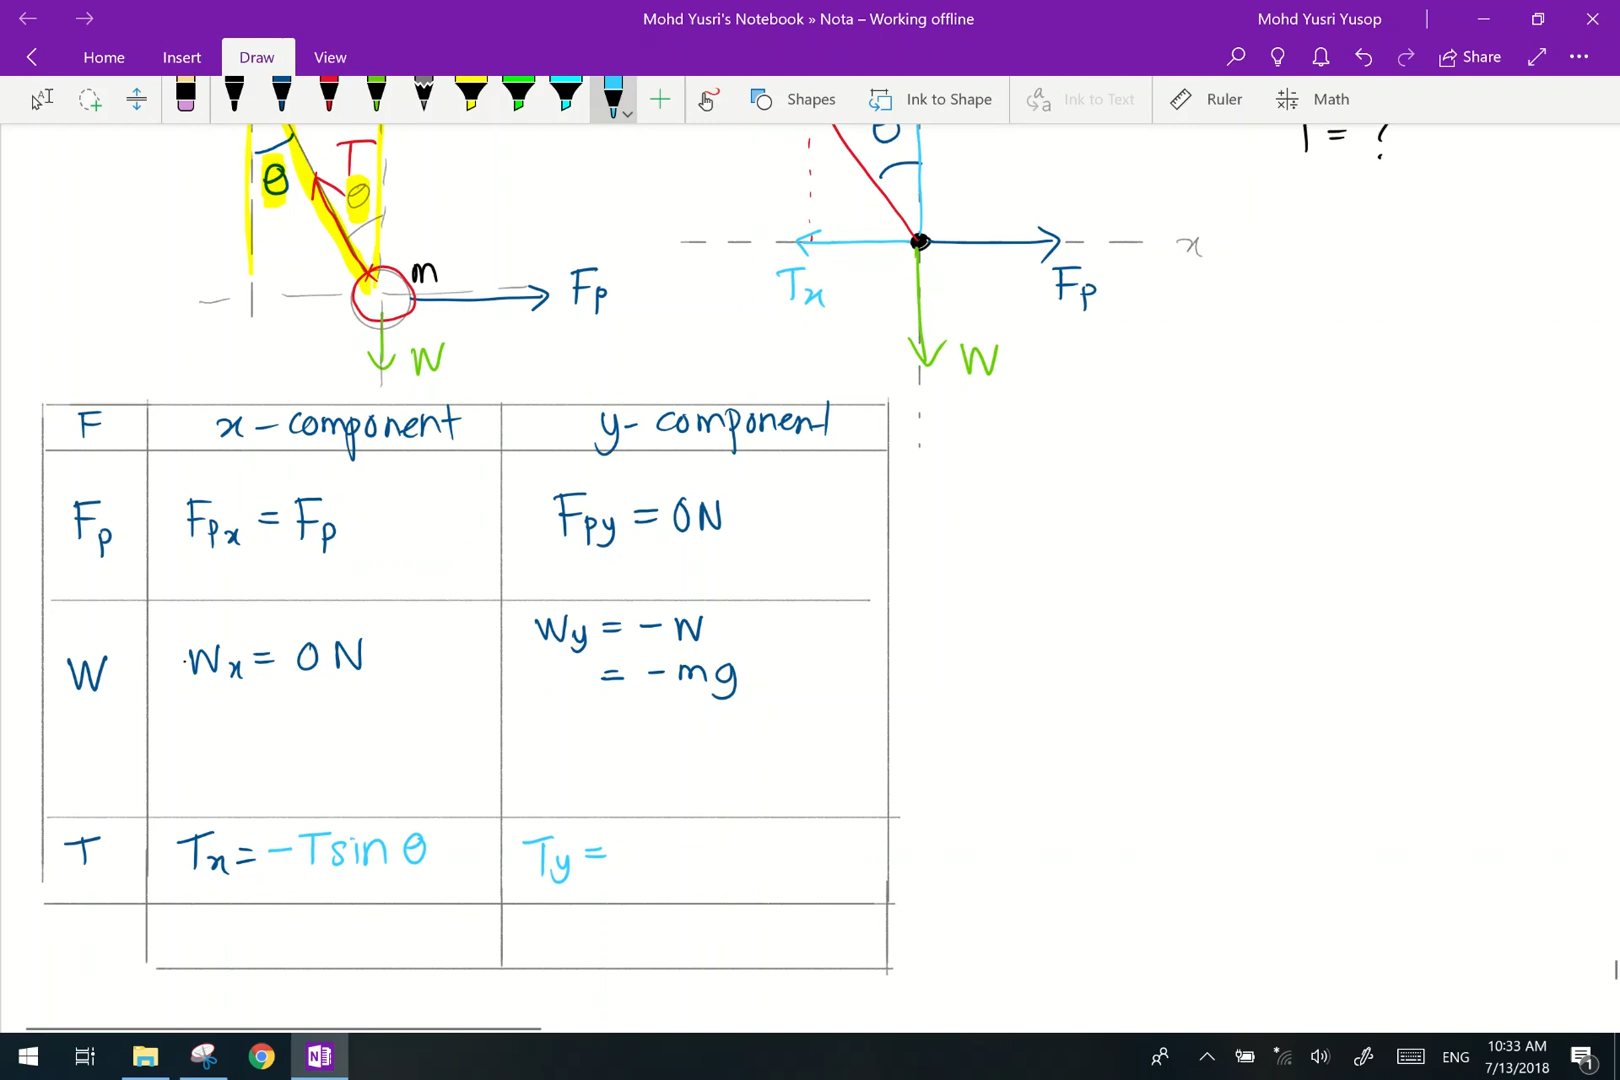 Mohd Yusri's Notebook » Nota – Working offline
Mohd Yusri Yusop
Home Insert Draw View
Share
Shapes Ink to Shape Ink to Text Ruler Math
θ T θ
m
Fp
W
θ
x
Tx Fp
W
= ?
F x-component y-component
Fp Fpx = Fp Fpy = 0N
W Wx = 0 N Wy = - W
= - mg
T Tx = -Tsin θ Ty =
ENG
10:33 AM
7/13/2018
1